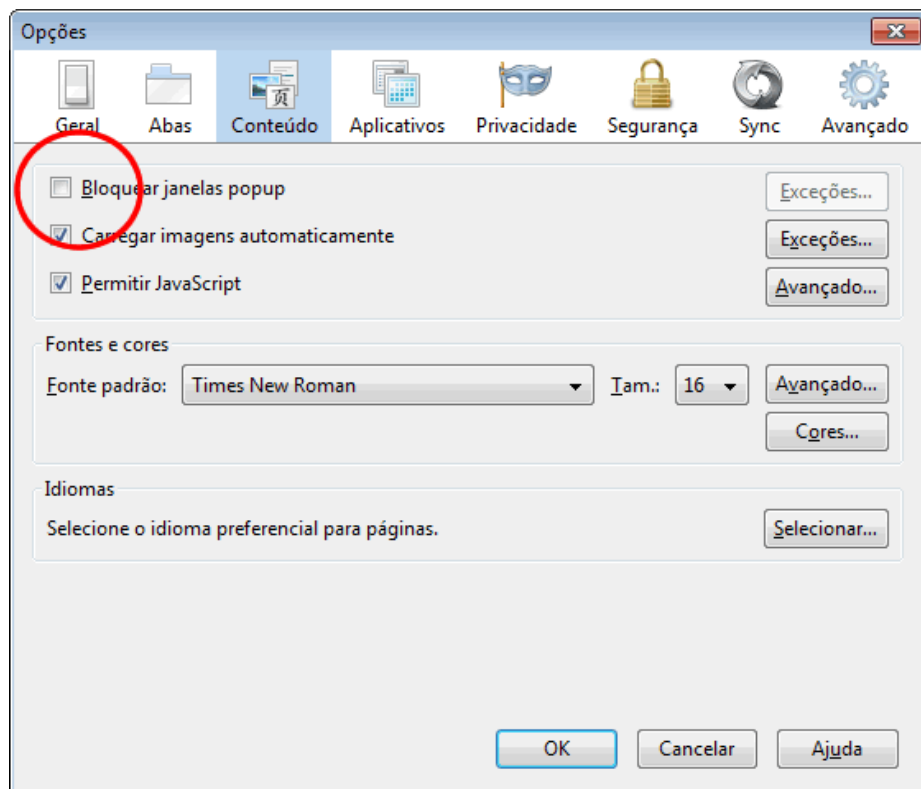 Opções
Geral Abas Conteúdo Aplicativos Privacidade Segurança Sync Avançado
Bloquear janelas popup Exceções...
Carregar imagens automaticamente Exceções...
Permitir JavaScript Avançado...
Fontes e cores
Fonte padrão: Times New Roman Tam.: 16 Avançado...
Cores...
Idiomas
Selecione o idioma preferencial para páginas. Selecionar...
OK Cancelar Ajuda